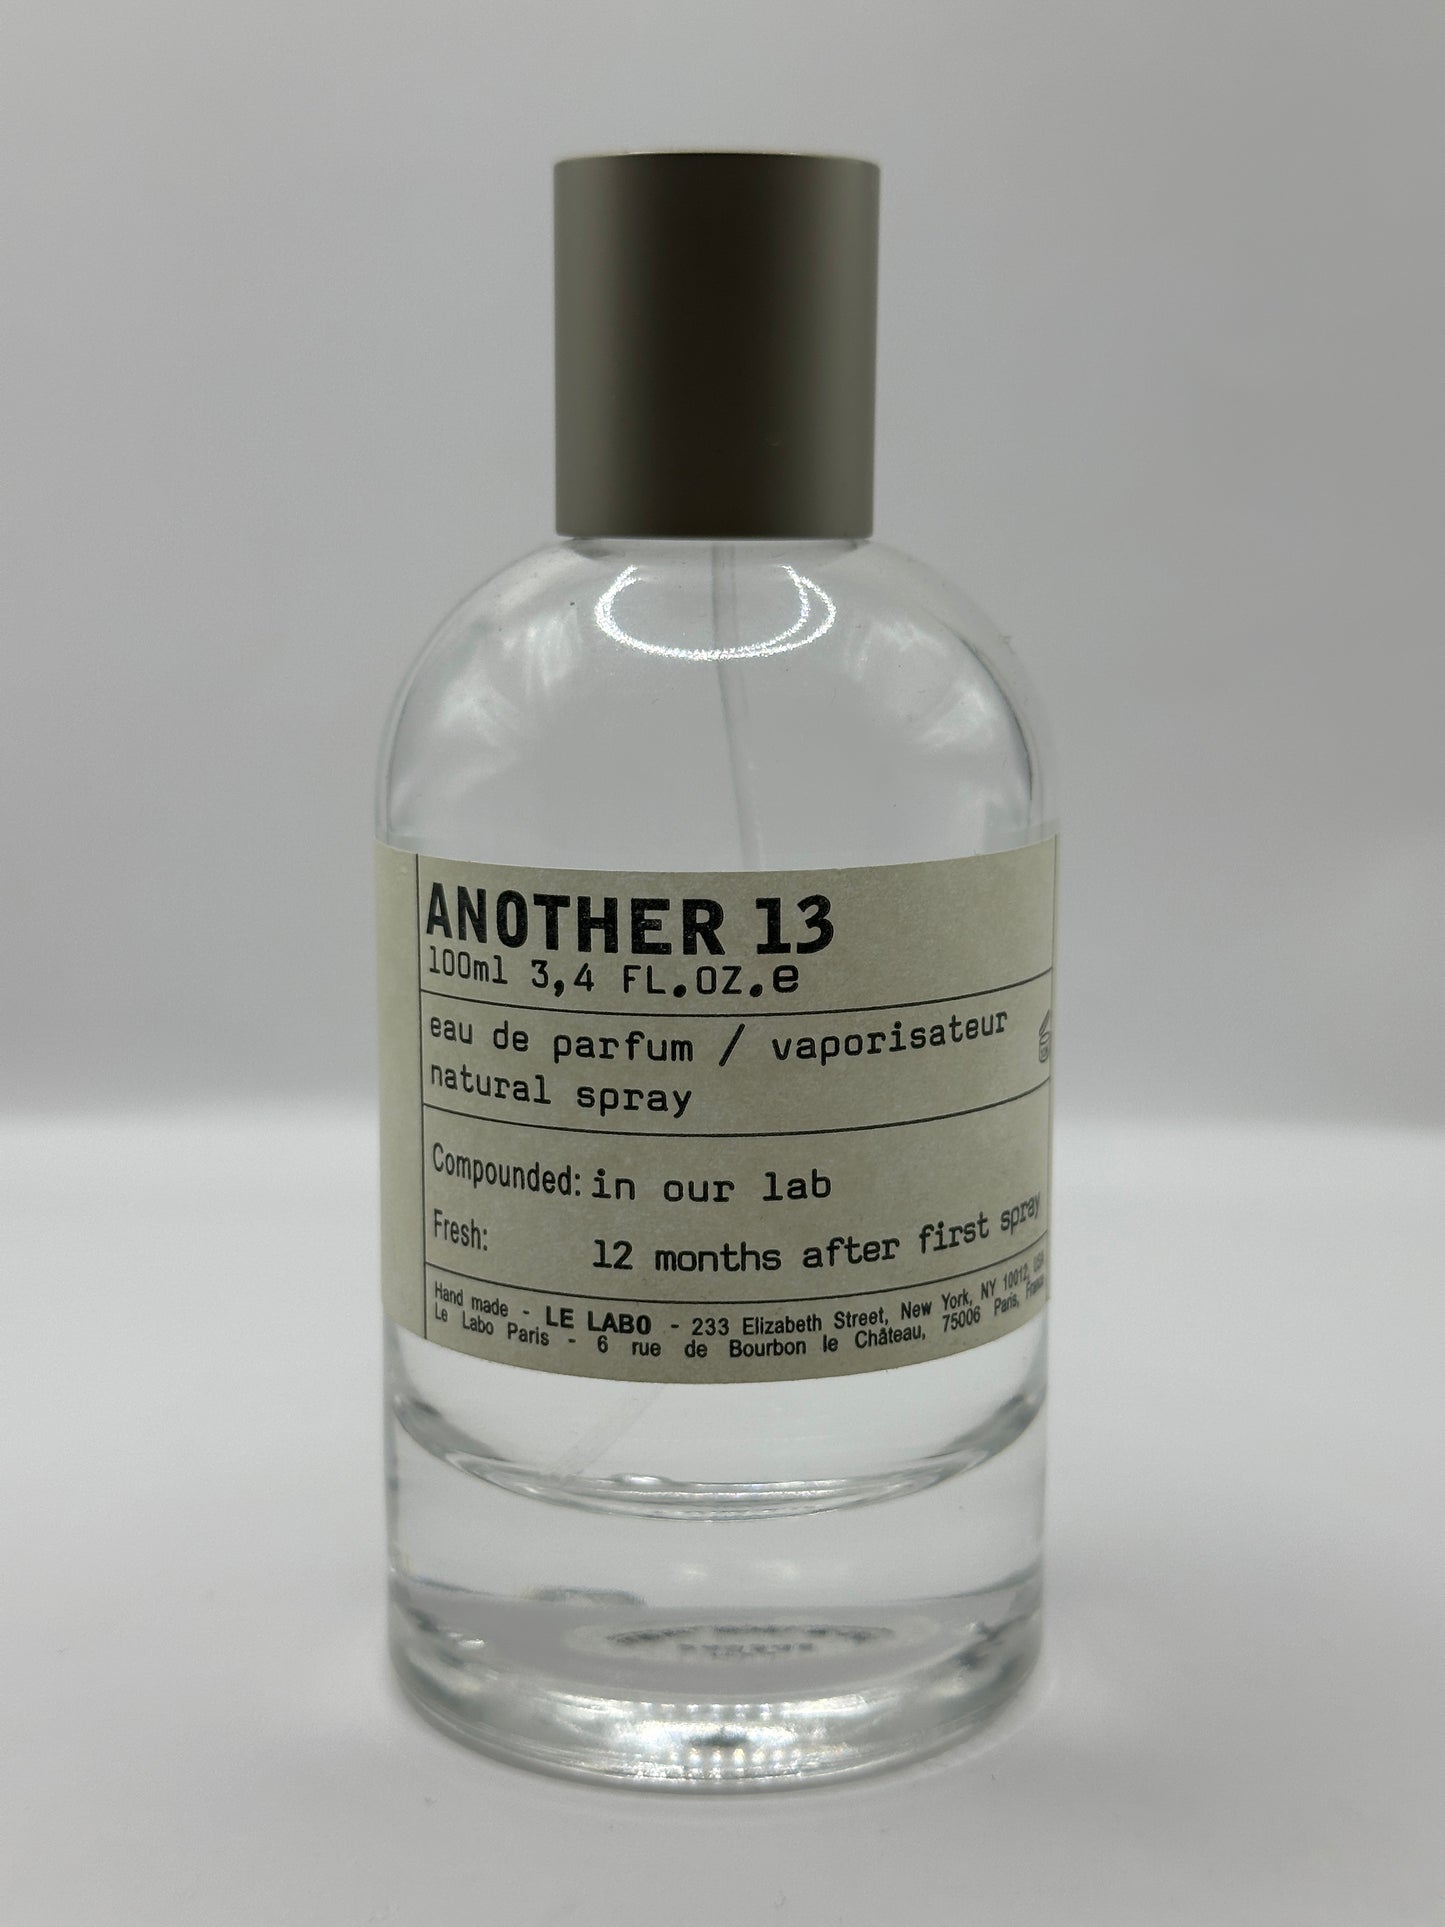 ANOTHER 13
100ml 3,4 FL.OZ.e
eau de parfum / vaporisateur
natural spray
Compounded: in our lab
Fresh: 12 months after first spray
Hand made - LE LABO - 233 Elizabeth Street, New York, NY 10012, USA
Le Labo Paris - 6 rue de Bourbon le Château, 75006 Paris, France